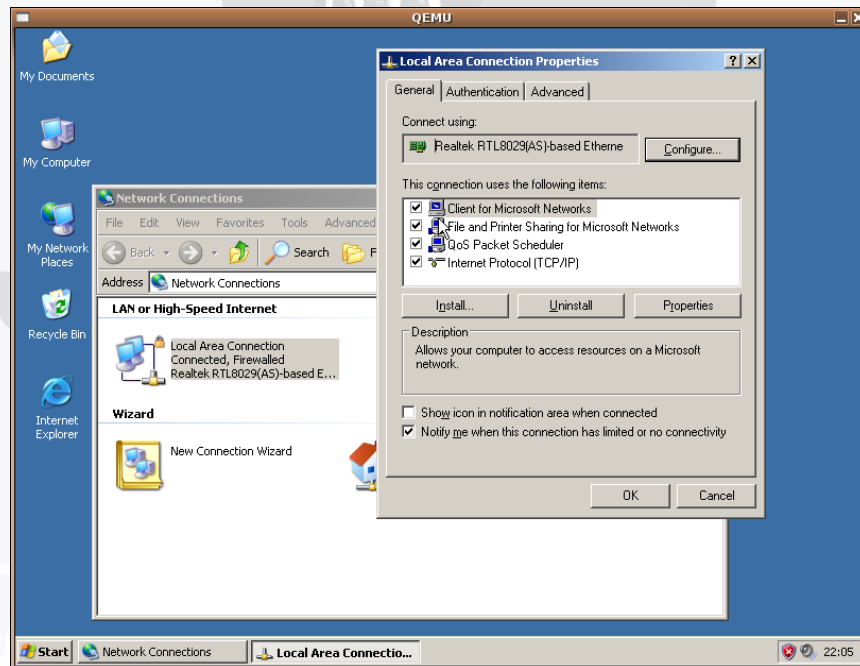 QEMU
My Documents
My Computer
My Network
Places
Recycle Bin
Internet
Explorer
Network Connections
File Edit View Favorites Tools Advanced
Back Search F
Address Network Connections
LAN or High-Speed Internet
Local Area Connection
Connected, Firewalled
Realtek RTL8029(AS)-based E...
Wizard
New Connection Wizard
Local Area Connection Properties
General Authentication Advanced
Connect using:
Realtek RTL8029(AS)-based Etherne
Configure...
This connection uses the following items:
Client for Microsoft Networks
File and Printer Sharing for Microsoft Networks
QoS Packet Scheduler
Internet Protocol (TCP/IP)
Install... Uninstall Properties
Description
Allows your computer to access resources on a Microsoft
network.
Show icon in notification area when connected
Notify me when this connection has limited or no connectivity
OK Cancel
Start Network Connections Local Area Connectio... 22:05